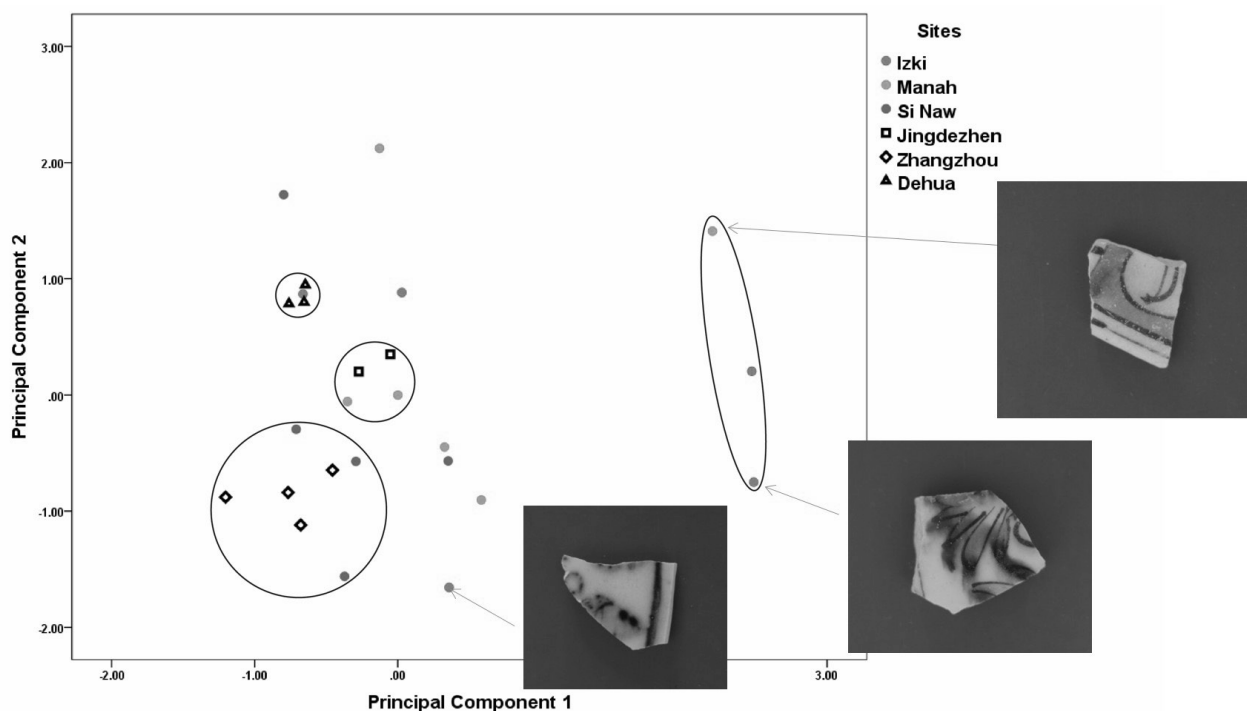 Sites
Izki
Manah
Si Naw
Jingdezhen
Zhangzhou
Dehua
3.00
2.00
1.00
.00
-1.00
-2.00
Principal Component 2
-2.00
-1.00
.00
3.00
Principal Component 1